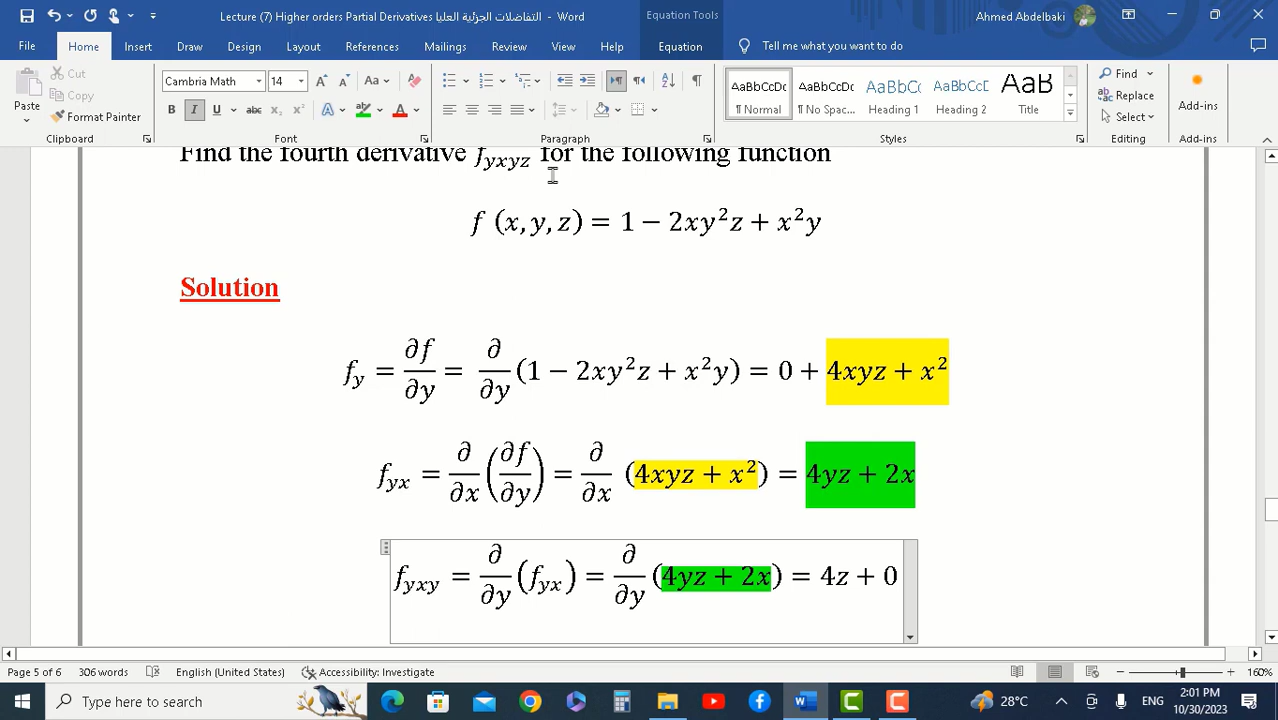 Lecture (7) Higher orders Partial Derivatives التفاضلات الجزئية العليا - Word
Equation Tools
Ahmed Abdelbaki
File Home Insert Draw Design Layout References Mailings Review View Help Equation Tell me what you want to do
Paste
Cut
Copy
Format Painter
Clipboard
Cambria Math 14
Font
Paragraph
AaBbCcDc AaBbCcDc AaBbC AaBbCcD AaB
¶ Normal ¶ No Spac... Heading 1 Heading 2 Title
Styles
Find
Replace
Select
Editing
Add-ins
Add-ins
Find the fourth derivative f_yxyz for the following function
f (x, y, z) = 1 − 2xy²z + x²y
Solution
f_y = ∂f/∂y = ∂/∂y (1 − 2xy²z + x²y) = 0 + 4xyz + x²
f_yx = ∂/∂x (∂f/∂y) = ∂/∂x (4xyz + x²) = 4yz + 2x
f_yxy = ∂/∂y (f_yx) = ∂/∂y (4yz + 2x) = 4z + 0
Page 5 of 6 306 words English (United States) Accessibility: Investigate 160%
Type here to search
28°C
ENG
2:01 PM
10/30/2023